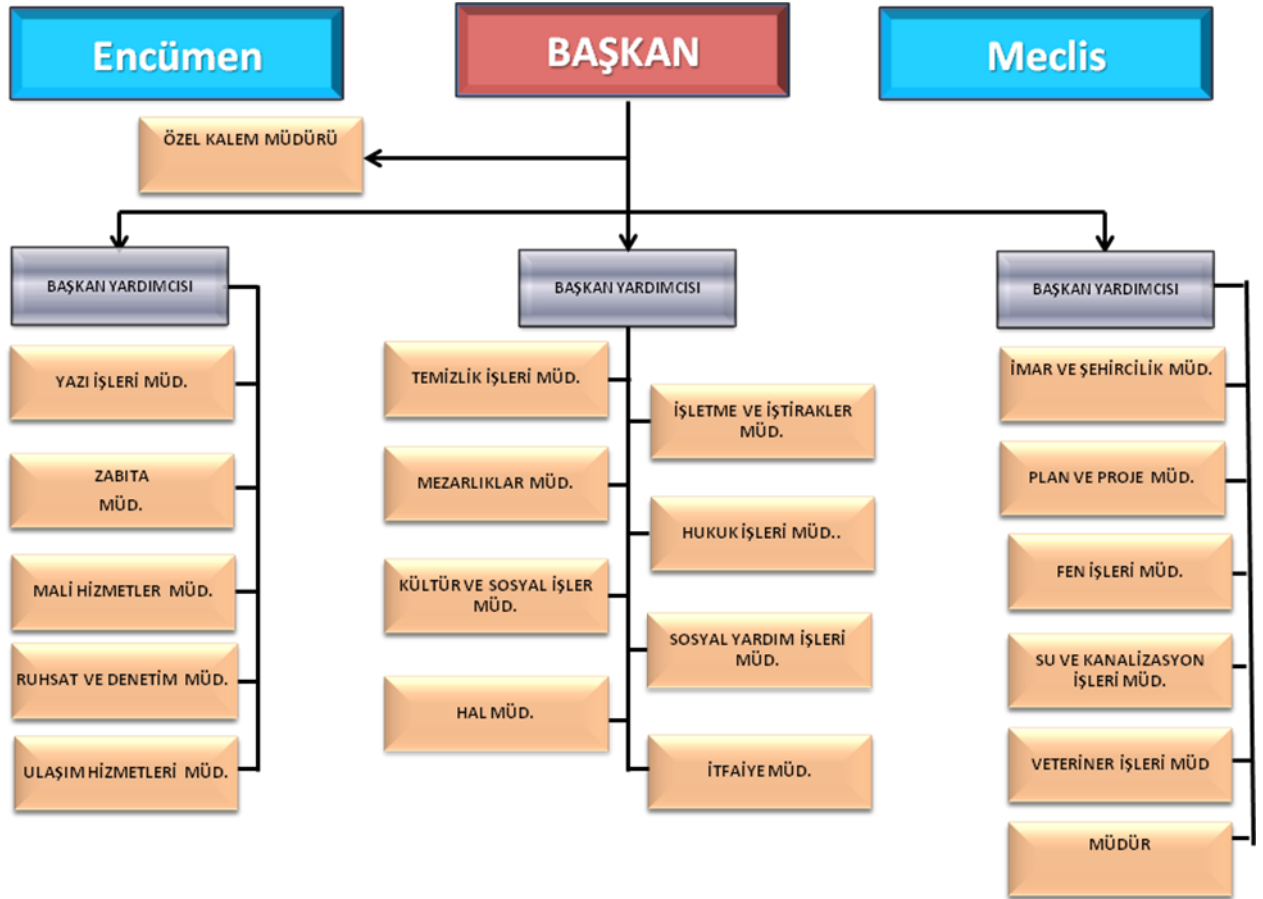 Encümen
BAŞKAN
Meclis
ÖZEL KALEM MÜDÜRÜ
BAŞKAN YARDIMCISI
YAZI İŞLERİ MÜD.
ZABITA
MÜD.
MALİ HİZMETLER MÜD.
RUHSAT VE DENETİM MÜD.
ULAŞIM HİZMETLERİ MÜD.
BAŞKAN YARDIMCISI
TEMİZLİK İŞLERİ MÜD.
MEZARLIKLAR MÜD.
KÜLTÜR VE SOSYAL İŞLER
MÜD.
HAL MÜD.
İŞLETME VE İŞTİRAKLER
MÜD.
HUKUK İŞLERİ MÜD..
SOSYAL YARDIM İŞLERİ
MÜD.
İTFAİYE MÜD.
BAŞKAN YARDIMCISI
İMAR VE ŞEHİRCİLİK MÜD.
PLAN VE PROJE MÜD.
FEN İŞLERİ MÜD.
SU VE KANALİZASYON
İŞLERİ MÜD.
VETERİNER İŞLERİ MÜD
MÜDÜR